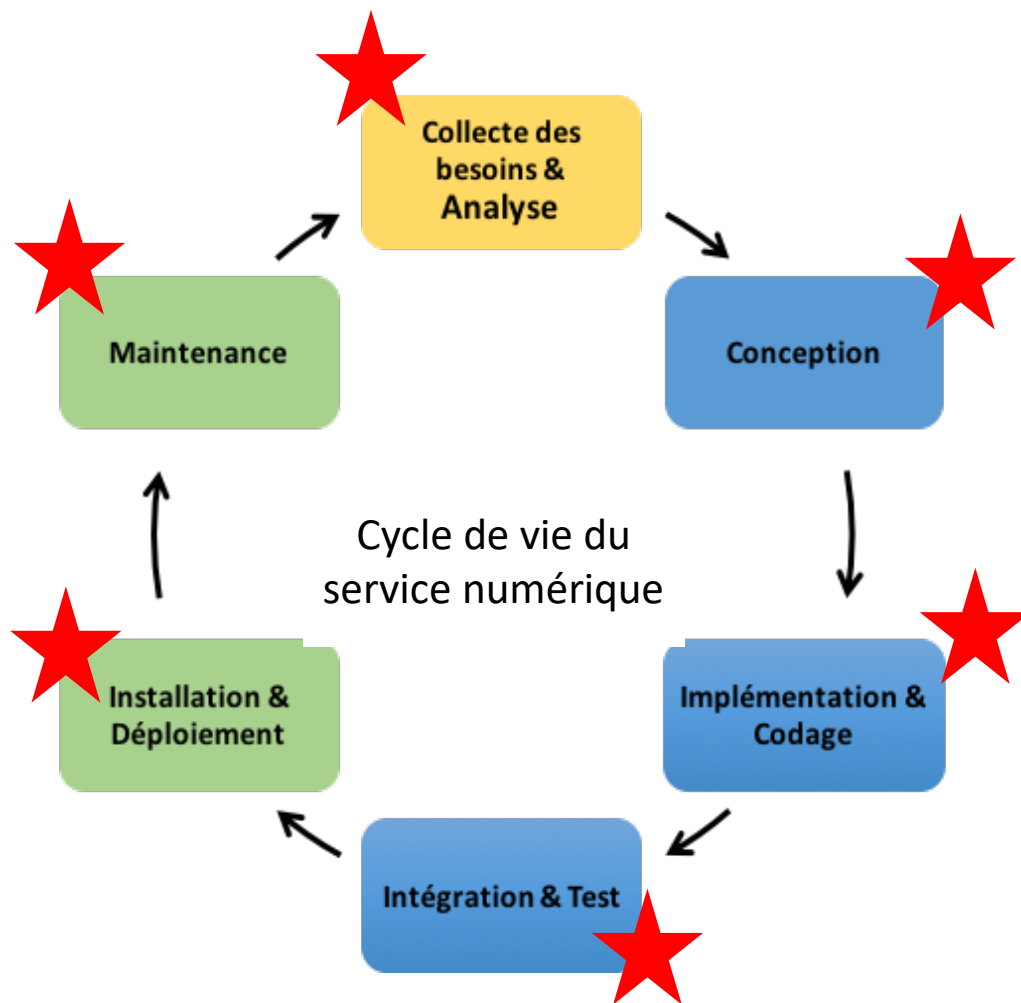 Collecte des
besoins &
Analyse
Maintenance
Conception
Cycle de vie du
service numérique
Installation &
Déploiement
Implémentation &
Codage
Intégration & Test